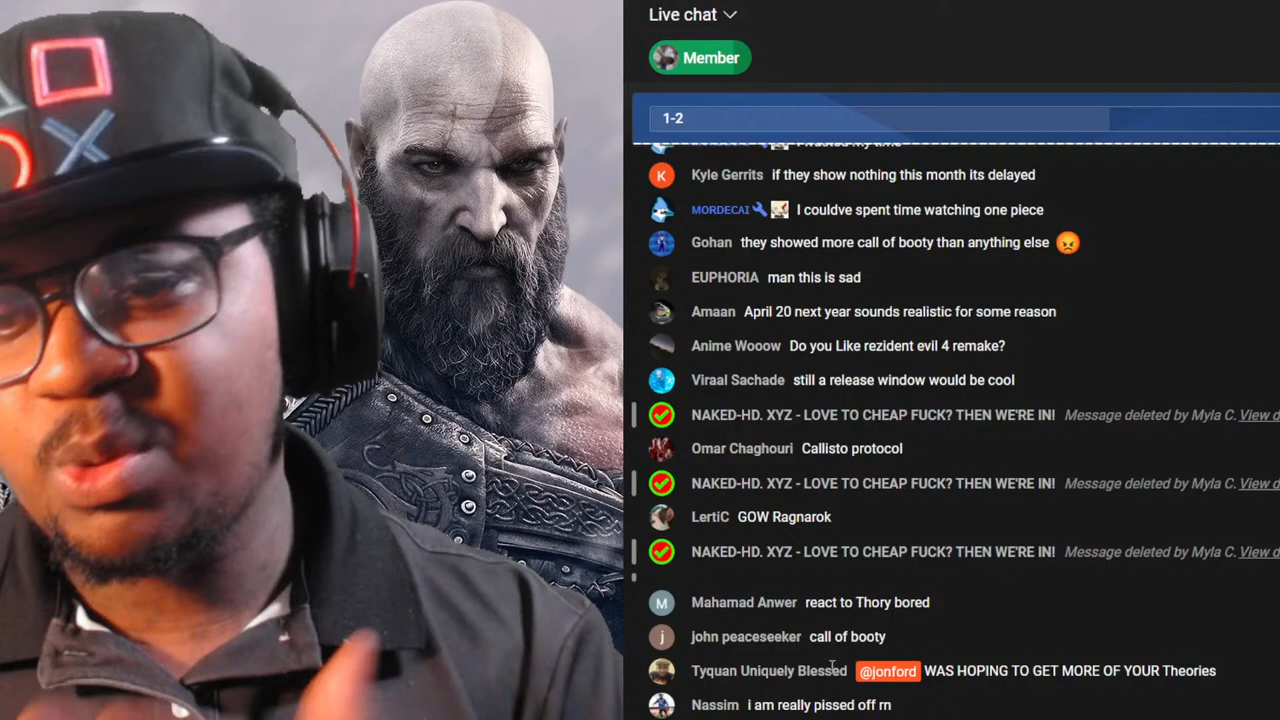 Live chat
Member
1-2
Kyle Gerrits if they show nothing this month its delayed
MORDECAI I couldve spent time watching one piece
Gohan they showed more call of booty than anything else
EUPHORIA man this is sad
Amaan April 20 next year sounds realistic for some reason
Anime Wooow Do you Like rezident evil 4 remake?
Viraal Sachade still a release window would be cool
NAKED-HD. XYZ - LOVE TO CHEAP FUCK? THEN WE'RE IN! Message deleted by Myla C. View d
Omar Chaghouri Callisto protocol
NAKED-HD. XYZ - LOVE TO CHEAP FUCK? THEN WE'RE IN! Message deleted by Myla C. View d
LertiC GOW Ragnarok
NAKED-HD. XYZ - LOVE TO CHEAP FUCK? THEN WE'RE IN! Message deleted by Myla C. View d
M Mahamad Anwer react to Thory bored
j john peaceseeker call of booty
Tyquan Uniquely Blessed @jonford WAS HOPING TO GET MORE OF YOUR Theories
Nassim i am really pissed off rn